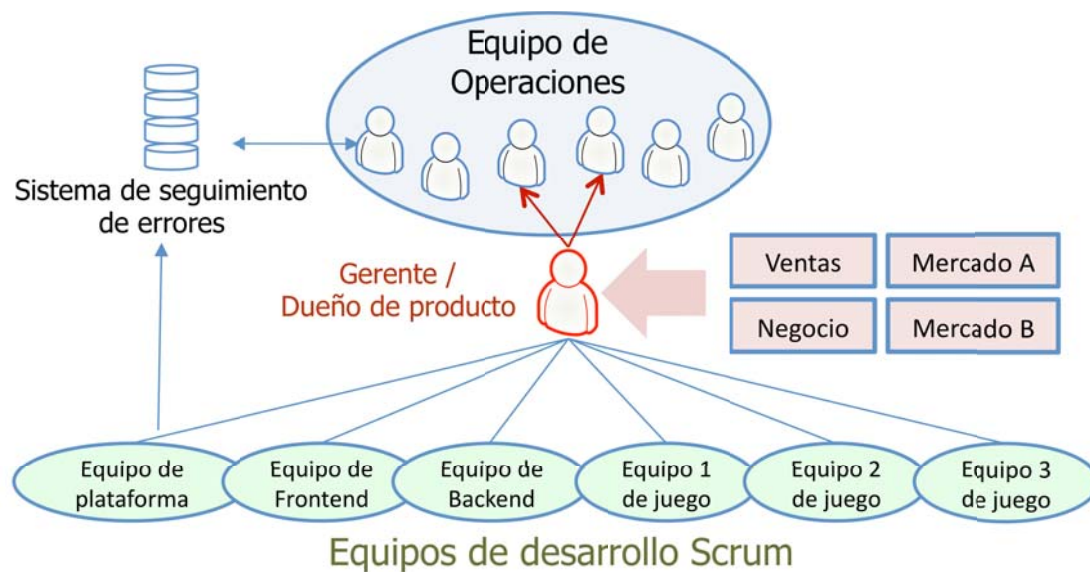 Equipo de
Operaciones
Sistema de seguimiento
de errores
Gerente /
Dueño de producto
Ventas
Mercado A
Negocio
Mercado B
Equipo de
plataforma
Equipo de
Frontend
Equipo de
Backend
Equipo 1
de juego
Equipo 2
de juego
Equipo 3
de juego
Equipos de desarrollo Scrum